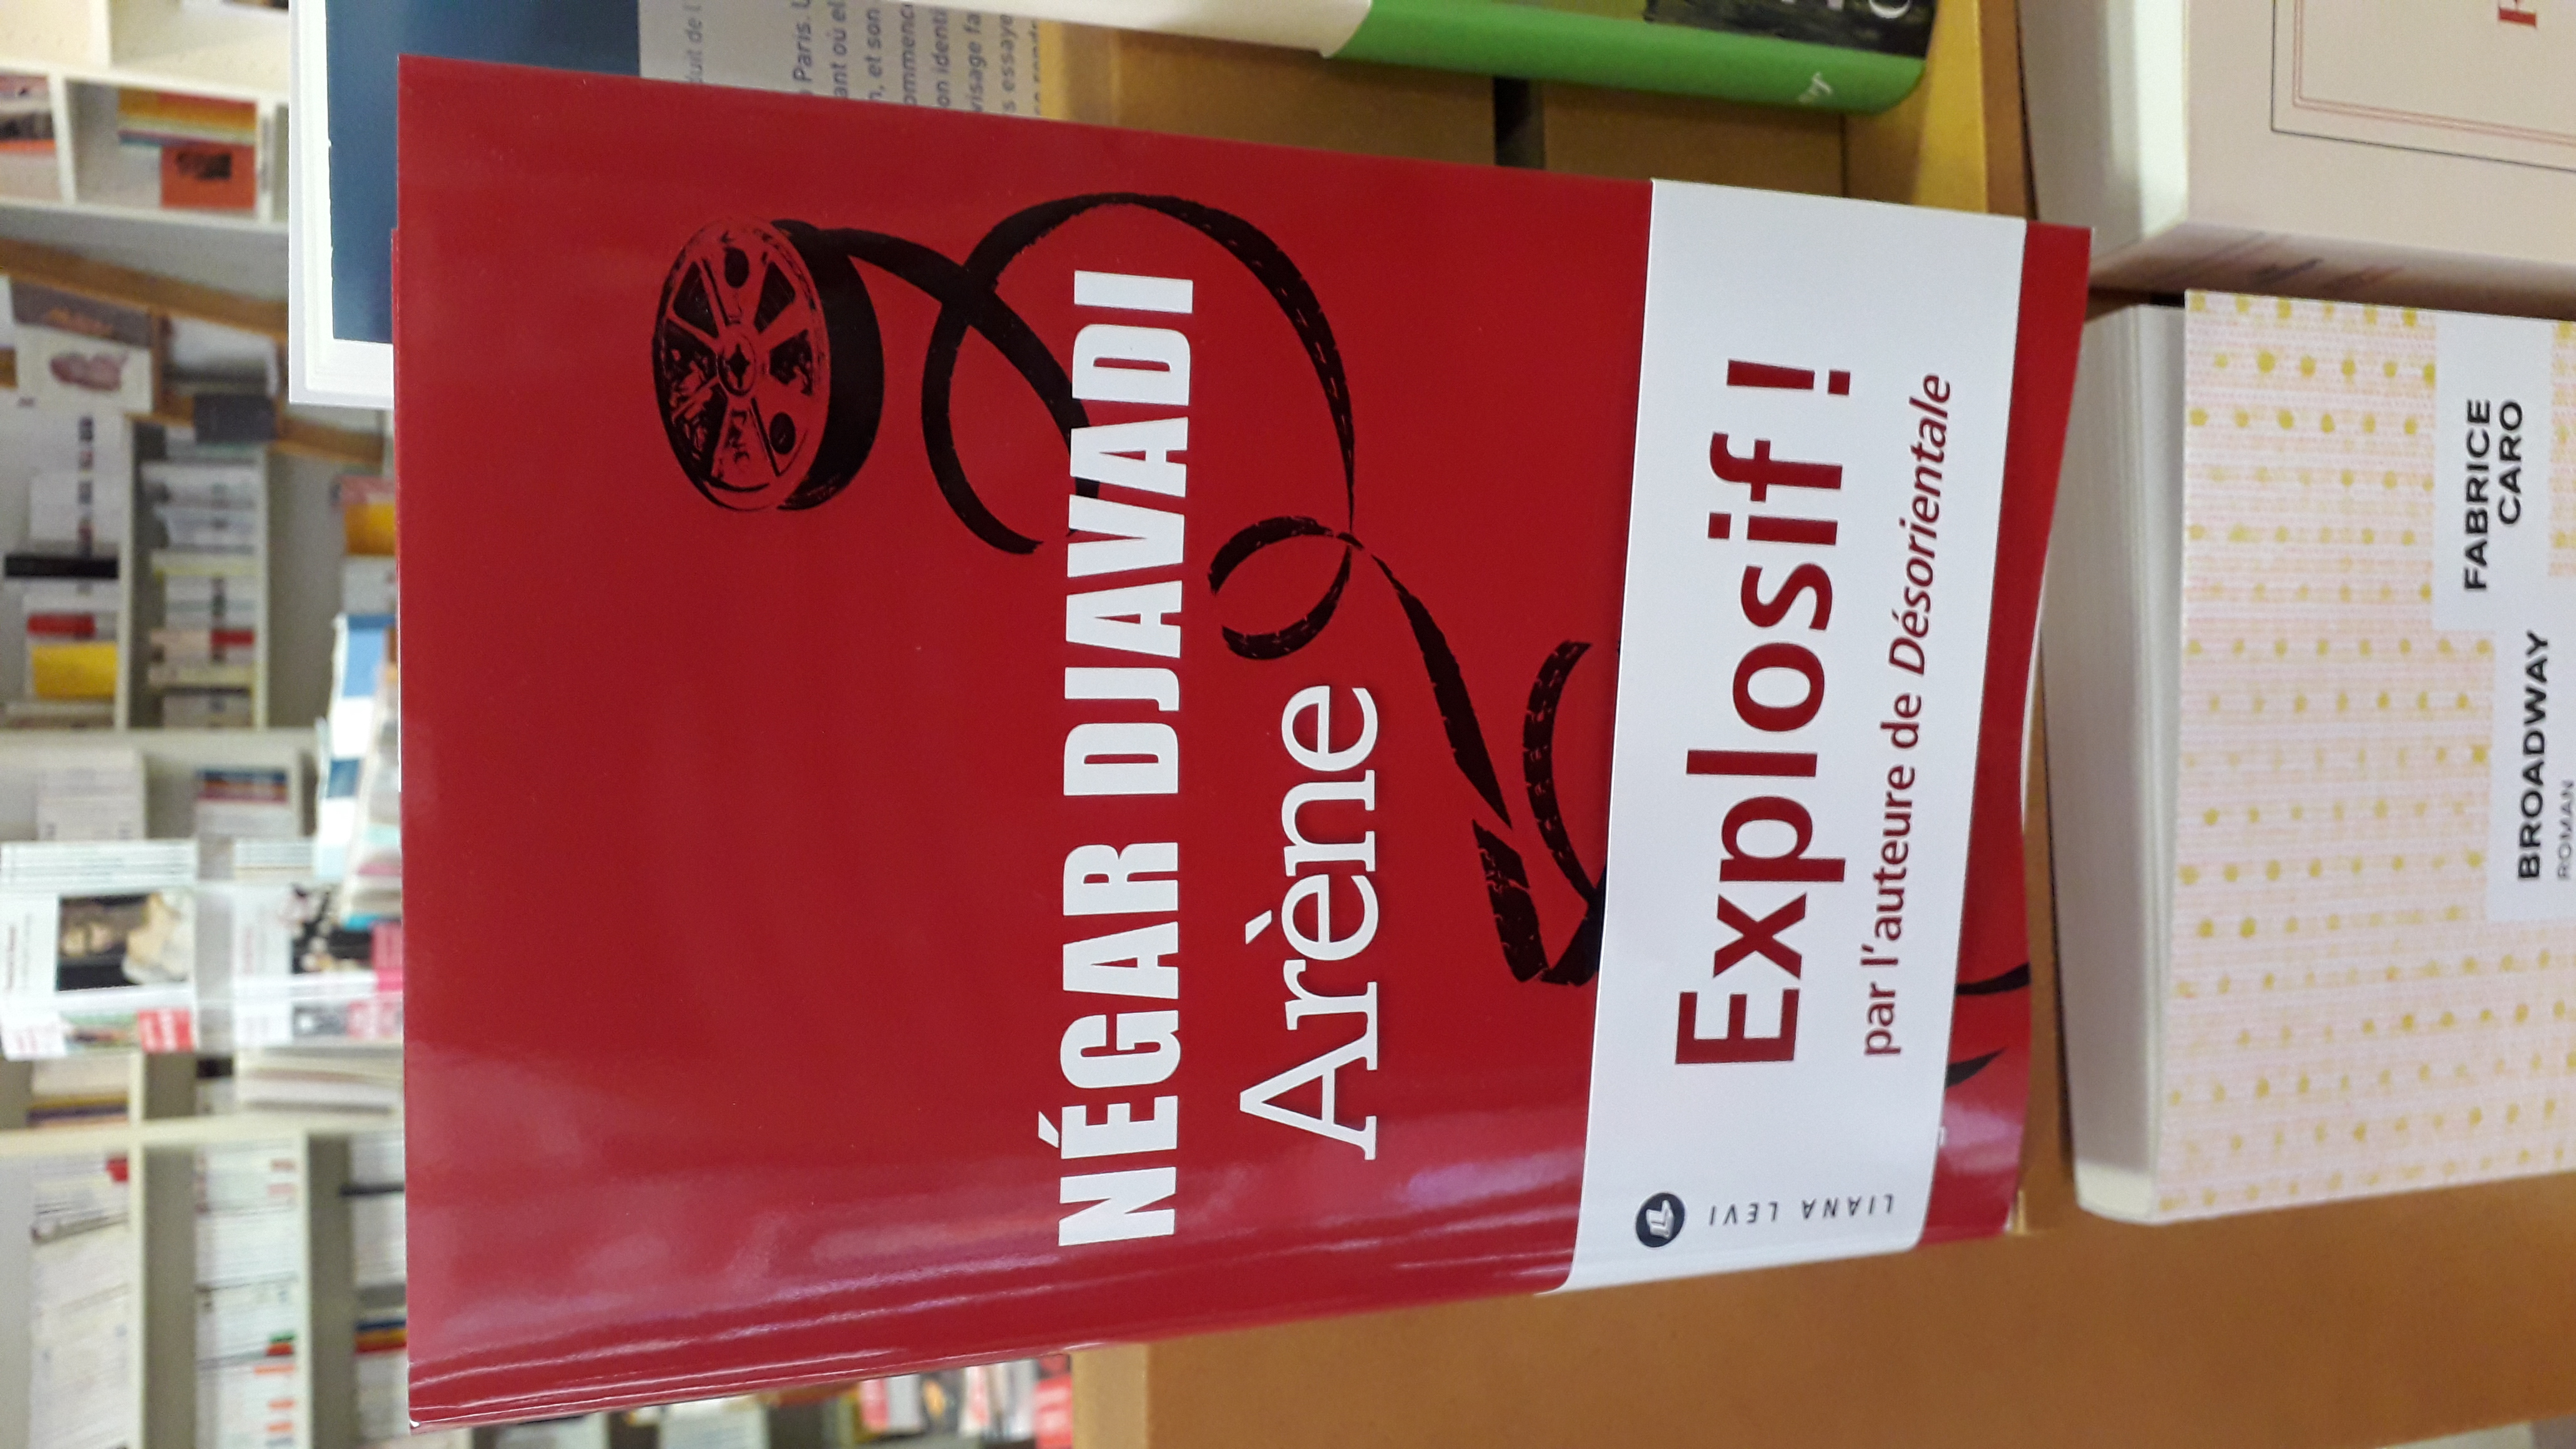 NÉGAR DJAVADI
Arène
Explosif !
par l'auteure de Désorientale
LIANA LEVI
FABRICE
CARO
BROADWAY
ROMAN